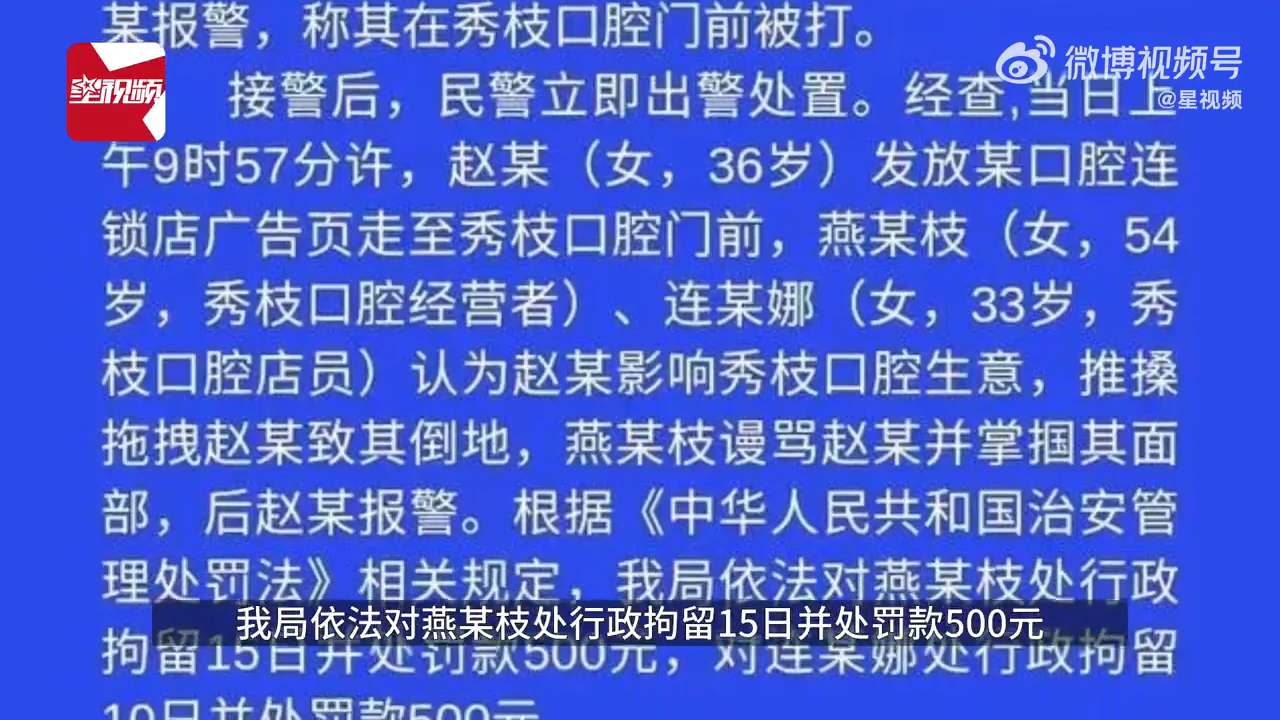 某报警，称其在秀枝口腔门前被打。
星视频
微博视频号
@星视频
接警后，民警立即出警处置。经查,当日上
午9时57分许，赵某（女，36岁）发放某口腔连
锁店广告页走至秀枝口腔门前，燕某枝（女，54
岁，秀枝口腔经营者）、连某娜（女，33岁，秀
枝口腔店员）认为赵某影响秀枝口腔生意，推搡
拖拽赵某致其倒地，燕某枝谩骂赵某并掌掴其面
部，后赵某报警。根据《中华人民共和国治安管
理处罚法》相关规定，我局依法对燕某枝处行政
我局依法对燕某枝处行政拘留15日并处罚款500元
拘留15日并处罚款500元，对连某娜处行政拘留
10日并处罚款500元